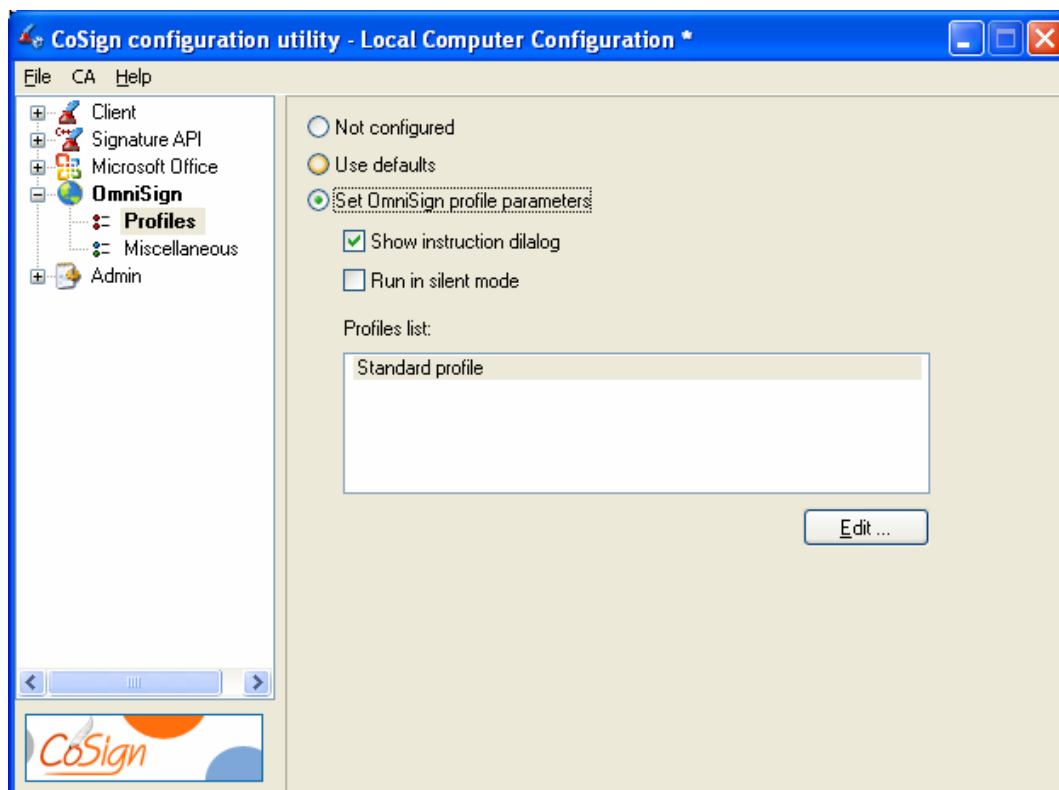 CoSign configuration utility - Local Computer Configuration *
File CA Help
Client
Signature API
Microsoft Office
OmniSign
Profiles
Miscellaneous
Admin
Not configured
Use defaults
Set OmniSign profile parameters
Show instruction dilalog
Run in silent mode
Profiles list:
Standard profile
Edit ...
CoSign